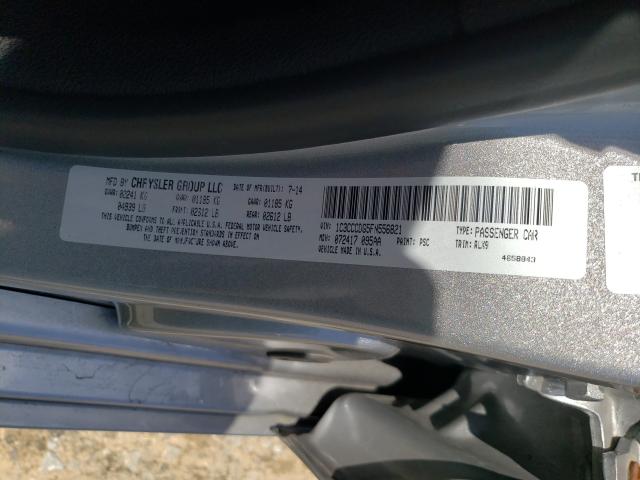 MFD BY CHRYSLER GROUP LLC DATE OF MFR(BUILT): 7-14
GVWR: 02241 KG GAWR: 01185 KG GAWR: 01185 KG
04939 LB FRONT: 02612 LB REAR: 02612 LB
THIS VEHICLE CONFORMS TO ALL APPLICABLE U.S.A. FEDERAL MOTOR VEHICLE SAFETY,
BUMPER AND THEFT PREVENTION STANDARDS IN EFFECT
ON THE DATE OF MANUFACTURE SHOWN ABOVE.
1C3CCCDG5FN556821 TYPE: PASSENGER CAR
MDH: 072417 095AA PAINT: PSC TRIM: RLX9
VEHICLE MADE IN U.S.A.
4658843